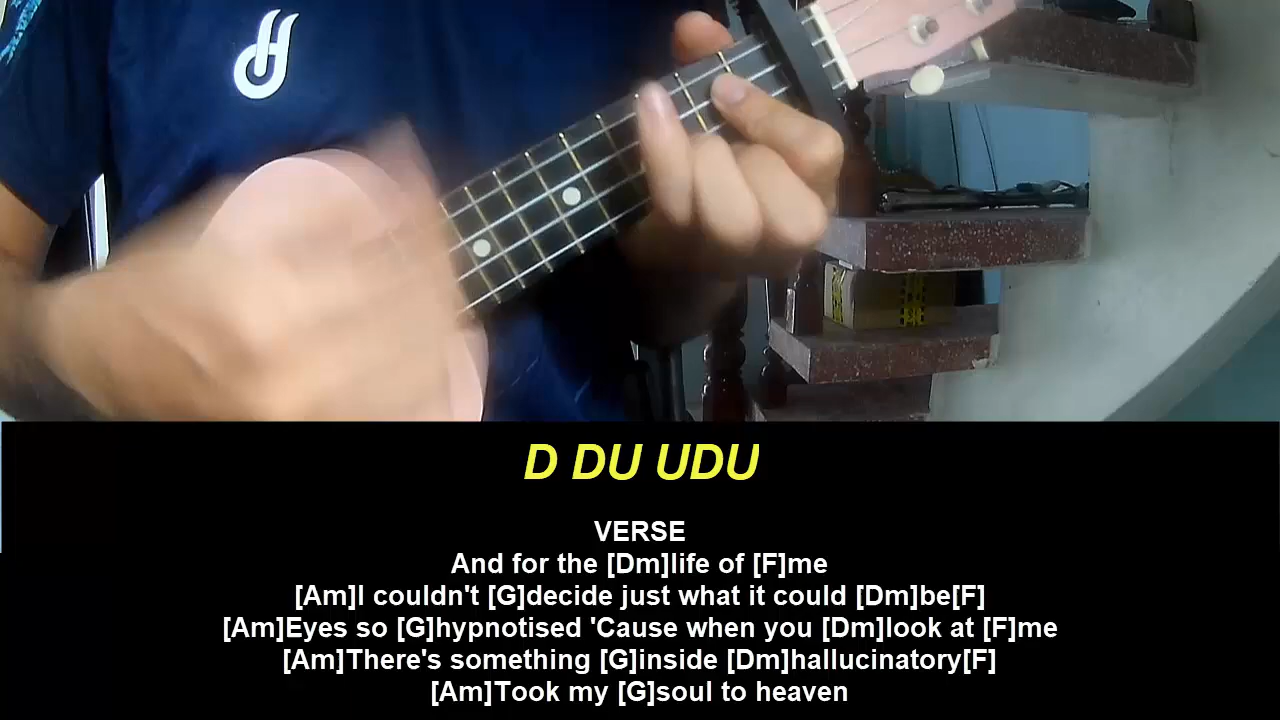 D DU UDU
VERSE
And for the [Dm]life of [F]me
[Am]I couldn't [G]decide just what it could [Dm]be[F]
[Am]Eyes so [G]hypnotised 'Cause when you [Dm]look at [F]me
[Am]There's something [G]inside [Dm]hallucinatory[F]
[Am]Took my [G]soul to heaven